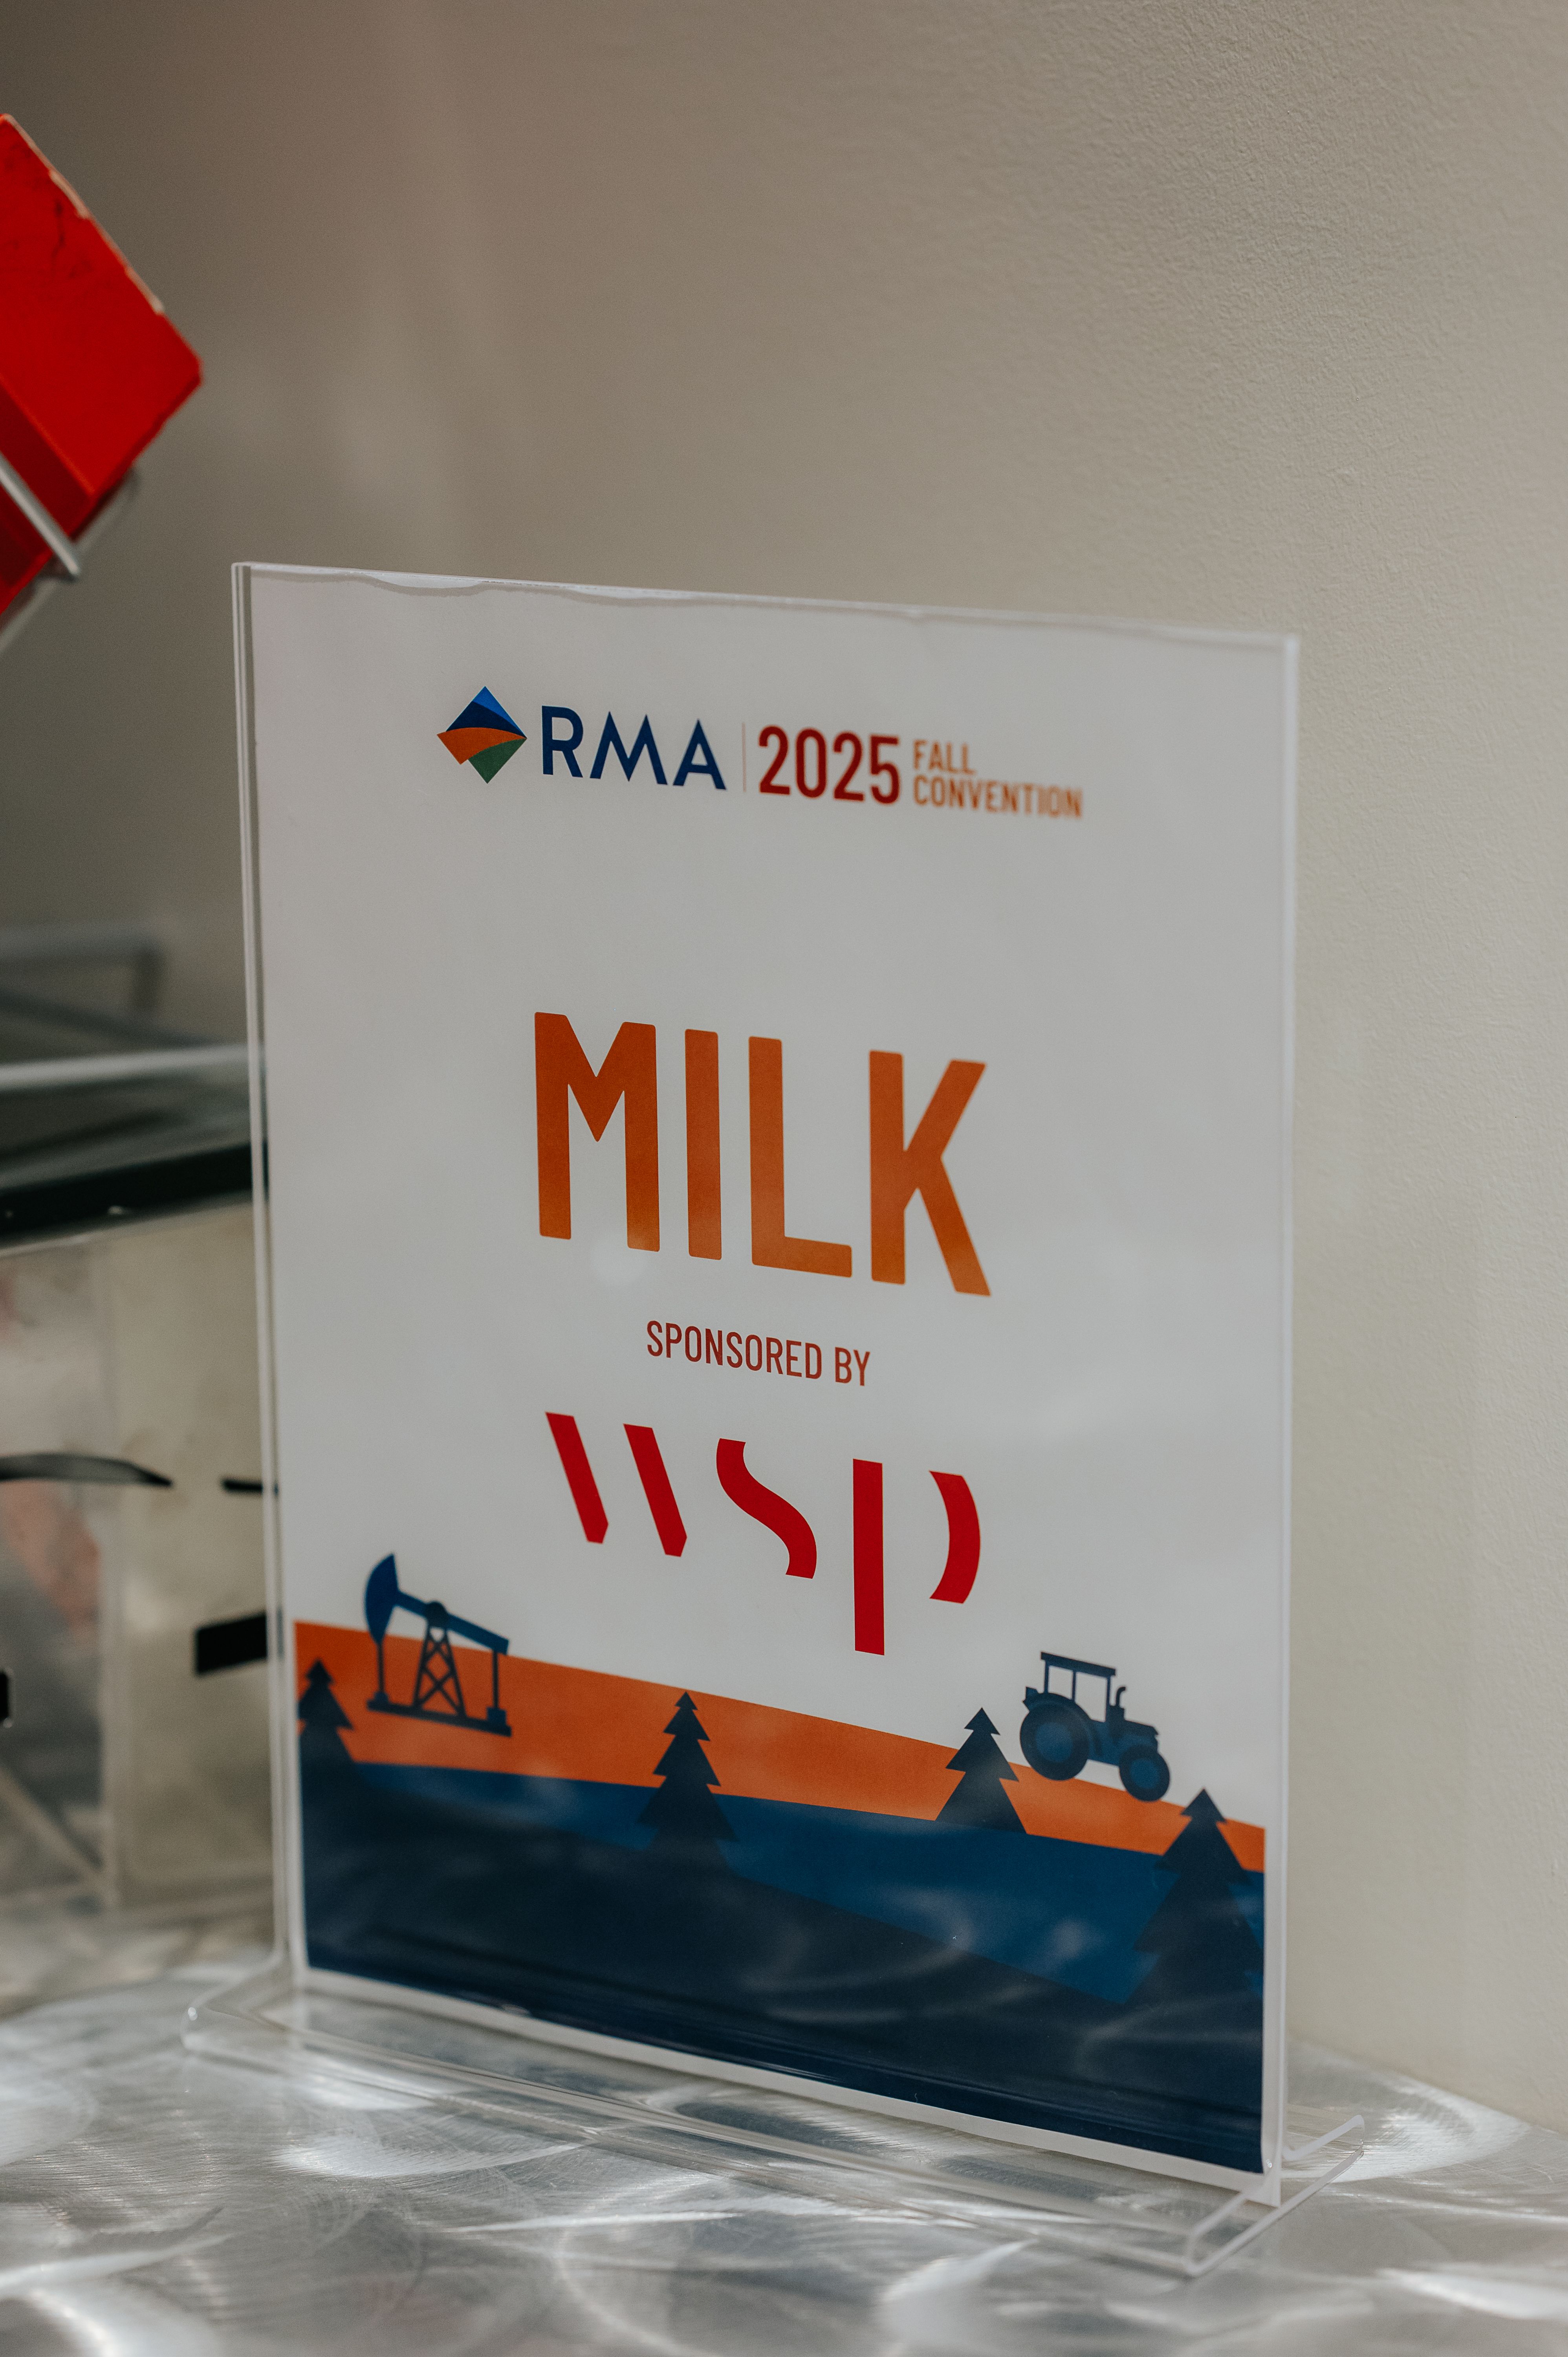 RMA 2025 FALL
CONVENTION
MILK
SPONSORED BY
wsp